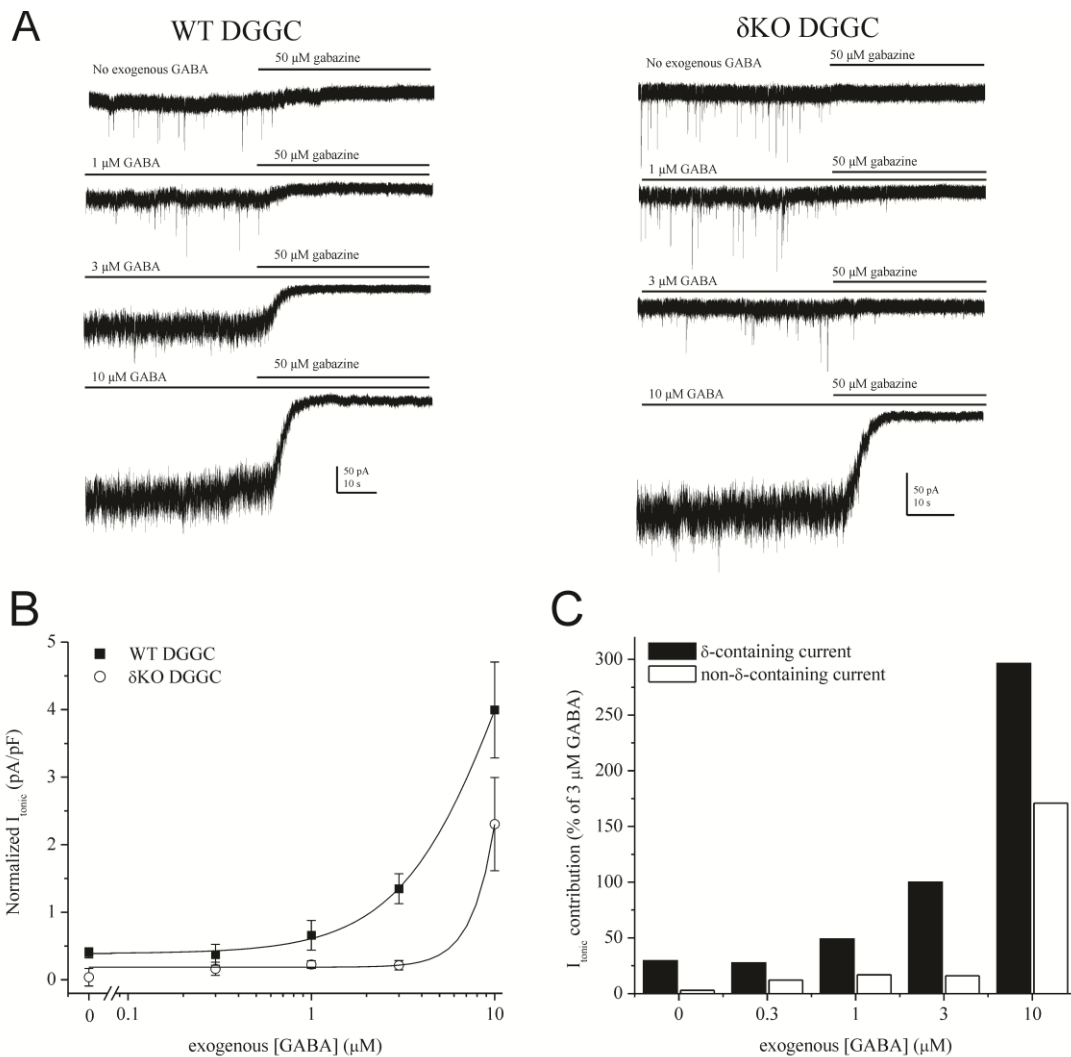 A
WT DGGC
δKO DGGC
No exogenous GABA
50 μM gabazine
1 μM GABA
50 μM gabazine
3 μM GABA
50 μM gabazine
10 μM GABA
50 μM gabazine
50 pA
10 s
No exogenous GABA
50 μM gabazine
1 μM GABA
50 μM gabazine
3 μM GABA
50 μM gabazine
10 μM GABA
50 μM gabazine
50 pA
10 s
B
WT DGGC
δKO DGGC
Normalized Itonic (pA/pF)
5
4
3
2
1
0
0 0.1 1 10
exogenous [GABA] (μM)
C
δ-containing current
non-δ-containing current
Itonic contribution (% of 3 μM GABA)
300
250
200
150
100
50
0
0 0.3 1 3 10
exogenous [GABA] (μM)